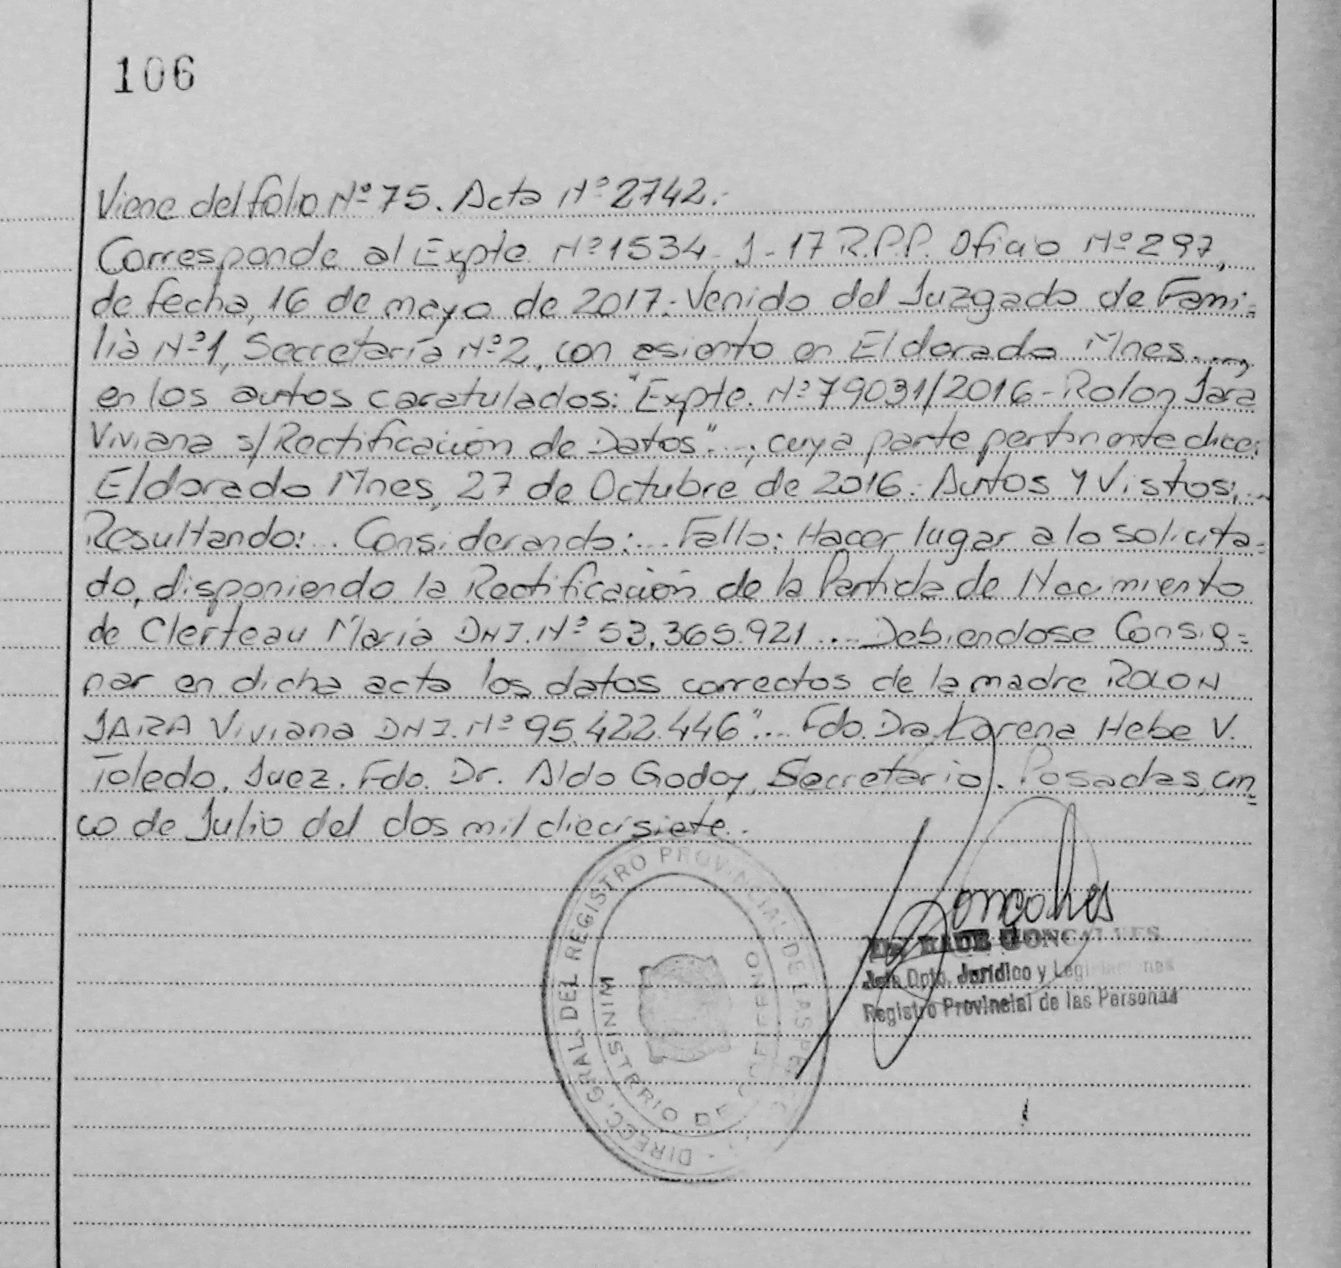 106
Viene del folio Nº 75. Acta Nº 2742.-
Corresponde al Expte Nº 1534-J-17 R.P.P. Oficio Nº 297,
de fecha, 16 de mayo de 2017. Venido del Juzgado de Fami-
lia Nº1, Secretaría Nº2, con asiento en Eldorado Mnes....,
en los autos caratulados: "Expte. Nº 79031/2016 - Rolon Jara
Viviana s/Rectificación de Datos"..; cuya parte pertinente dice:
Eldorado Mnes, 27 de Octubre de 2016. Autos y Vistos:...
Resultando:.. Considerando:... Fallo: Hacer lugar a lo solicita-
do, disponiendo la Rectificación de la Partida de Nacimiento
de Clerteau Maria DNI. Nº 53.365.921 .... Debiendose Consig-
nar en dicha acta los datos correctos de la madre ROLON
JARA Viviana DNI. Nº 95.422.446"... Fdo. Dra Lorena Hebe V.
Toledo, Juez. Fdo. Dr. Aldo Godoy, Secretario. Posadas, cin-
co de Julio del dos mil diecisiete.-
DIRECC. GRAL. DEL REGISTRO PROVINCIAL DE LAS
MINISTERIO DE GOBIERNO
Goncalves
GONCALVES
Jefe Dpto. Jurídico y Legislaciones
Registro Provincial de las Personas